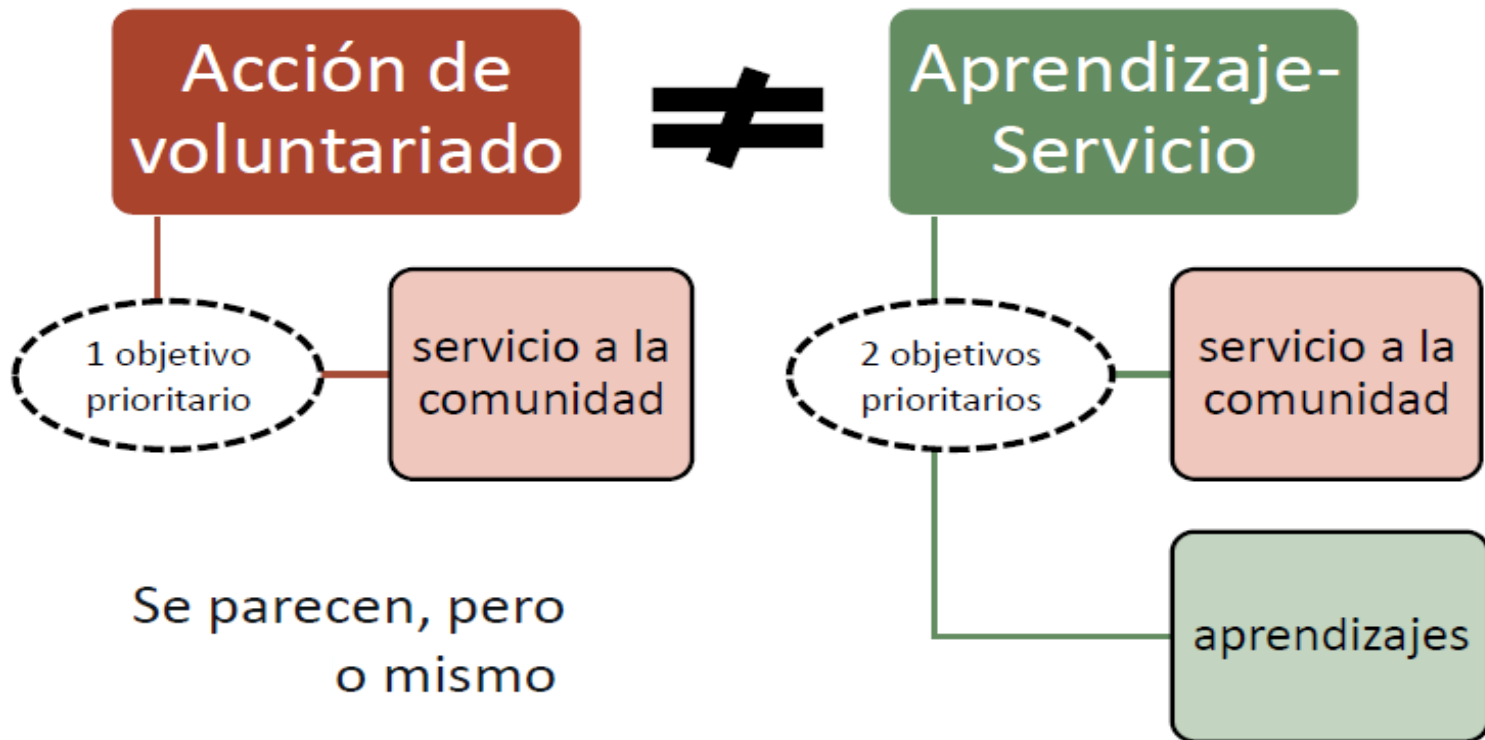 Acción de
voluntariado
≠
Aprendizaje-
Servicio
1 objetivo
prioritario
servicio a la
comunidad
2 objetivos
prioritarios
servicio a la
comunidad
aprendizajes
Se parecen, pero
o mismo